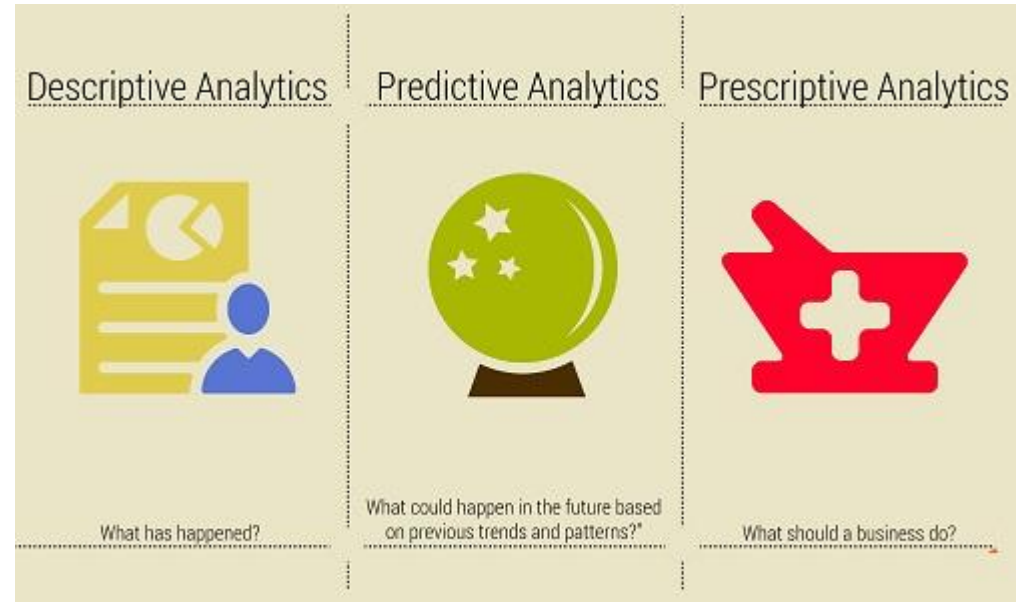 Descriptive Analytics
What has happened?
Predictive Analytics
What could happen in the future based
on previous trends and patterns?"
Prescriptive Analytics
What should a business do?